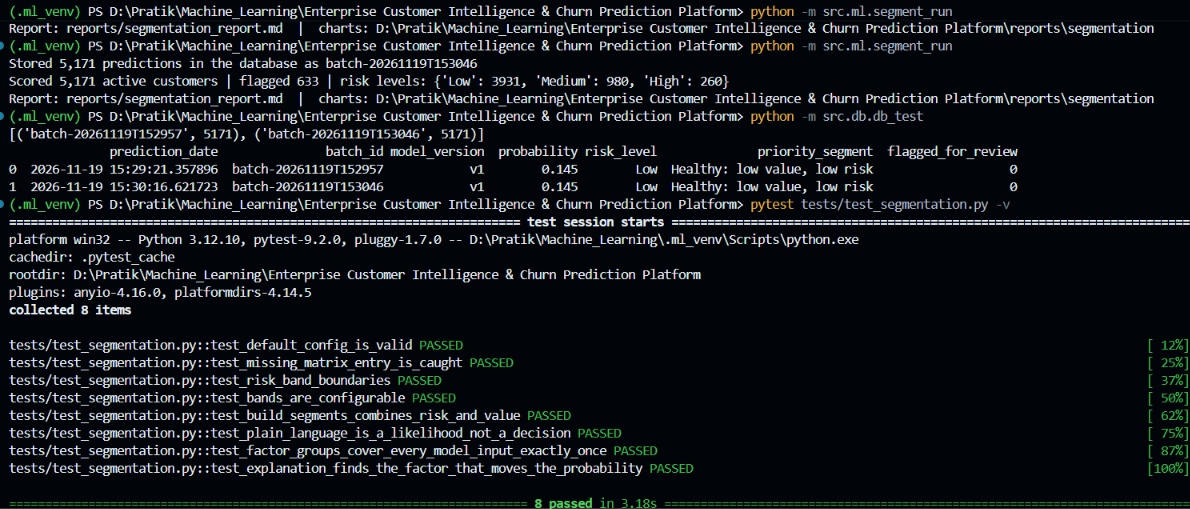 (.ml_venv) PS D:\Pratik\Machine_Learning\Enterprise Customer Intelligence & Churn Prediction Platform> python -m src.ml.segment_run
Report: reports/segmentation_report.md  |  charts: D:\Pratik\Machine_Learning\Enterprise Customer Intelligence & Churn Prediction Platform\reports\segmentation
(.ml_venv) PS D:\Pratik\Machine_Learning\Enterprise Customer Intelligence & Churn Prediction Platform> python -m src.ml.segment_run
Stored 5,171 predictions in the database as batch-20261119T153046
Scored 5,171 active customers | flagged 633 | risk levels: {'Low': 3931, 'Medium': 980, 'High': 260}
Report: reports/segmentation_report.md  |  charts: D:\Pratik\Machine_Learning\Enterprise Customer Intelligence & Churn Prediction Platform\reports\segmentation
(.ml_venv) PS D:\Pratik\Machine_Learning\Enterprise Customer Intelligence & Churn Prediction Platform> python -m src.db.db_test
[('batch-20261119T152957', 5171), ('batch-20261119T153046', 5171)]
prediction_date batch_id model_version probability risk_level priority_segment flagged_for_review
0 2026-11-19 15:29:21.357896 batch-20261119T152957 v1 0.145 Low Healthy: low value, low risk 0
1 2026-11-19 15:30:16.621723 batch-20261119T153046 v1 0.145 Low Healthy: low value, low risk 0
(.ml_venv) PS D:\Pratik\Machine_Learning\Enterprise Customer Intelligence & Churn Prediction Platform> pytest tests/test_segmentation.py -v
======================================================================= test session starts ========================================================================
platform win32 -- Python 3.12.10, pytest-9.2.0, pluggy-1.7.0 -- D:\Pratik\Machine_Learning\.ml_venv\Scripts\python.exe
cachedir: .pytest_cache
rootdir: D:\Pratik\Machine_Learning\Enterprise Customer Intelligence & Churn Prediction Platform
plugins: anyio-4.16.0, platformdirs-4.14.5
collected 8 items
tests/test_segmentation.py::test_default_config_is_valid PASSED [ 12%]
tests/test_segmentation.py::test_missing_matrix_entry_is_caught PASSED [ 25%]
tests/test_segmentation.py::test_risk_band_boundaries PASSED [ 37%]
tests/test_segmentation.py::test_bands_are_configurable PASSED [ 50%]
tests/test_segmentation.py::test_build_segments_combines_risk_and_value PASSED [ 62%]
tests/test_segmentation.py::test_plain_language_is_a_likelihood_not_a_decision PASSED [ 75%]
tests/test_segmentation.py::test_factor_groups_cover_every_model_input_exactly_once PASSED [ 87%]
tests/test_segmentation.py::test_explanation_finds_the_factor_that_moves_the_probability PASSED [100%]
======================================================================== 8 passed in 3.18s =========================================================================